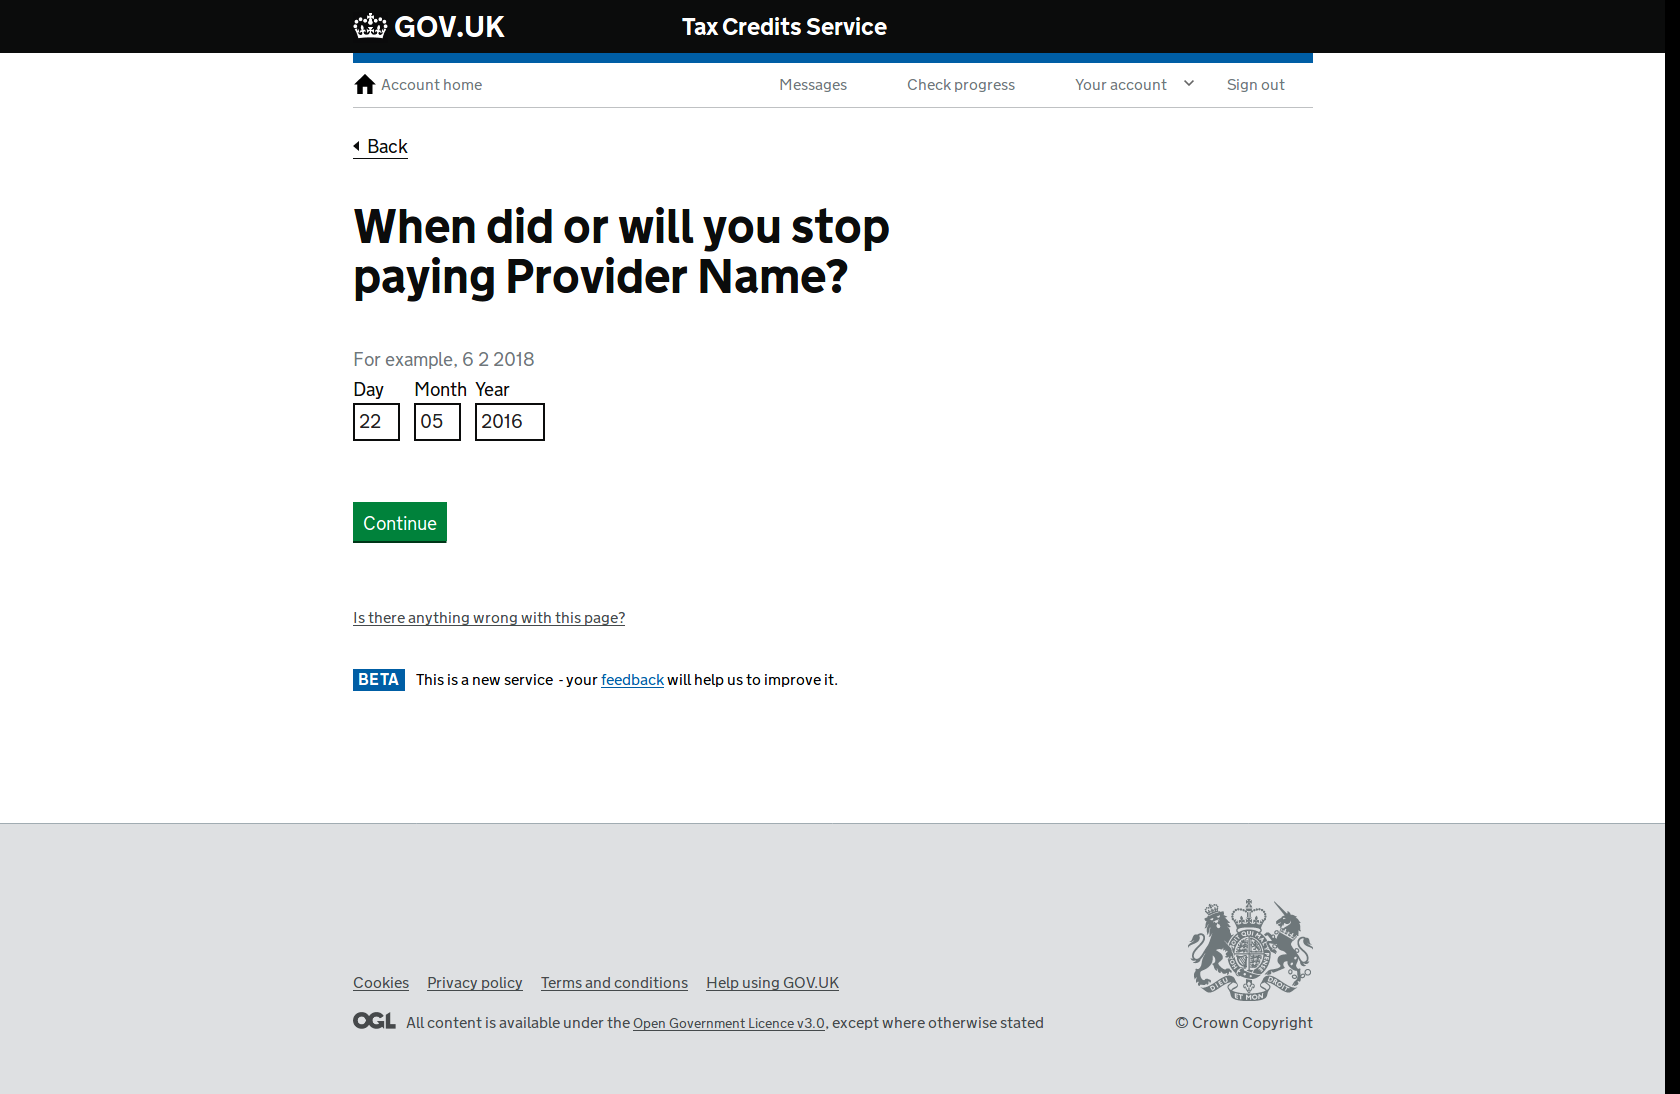 GOV.UK Tax Credits Service
Account home Messages Check progress Your account Sign out
Back
When did or will you stop
paying Provider Name?
For example, 6 2 2018
Day Month Year
22 05 2016
Continue
Is there anything wrong with this page?
BETA This is a new service - your feedback will help us to improve it.
Cookies Privacy policy Terms and conditions Help using GOV.UK
OGL All content is available under the Open Government Licence v3.0, except where otherwise stated
© Crown Copyright
DIEU ET MON DROIT